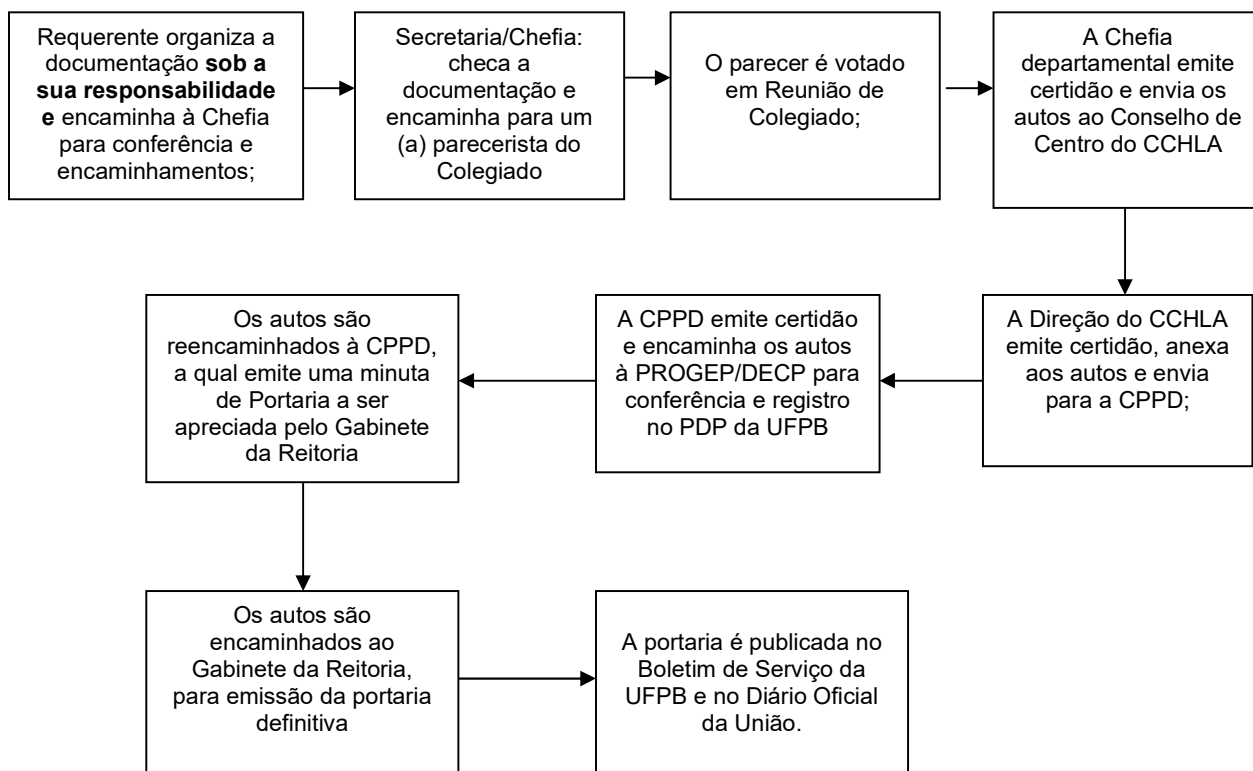 Requerente organiza a
documentação sob a
sua responsabilidade
e encaminha à Chefia
para conferência e
encaminhamentos;
Secretaria/Chefia:
checa a
documentação e
encaminha para um
(a) parecerista do
Colegiado
O parecer é votado
em Reunião de
Colegiado;
A Chefia
departamental emite
certidão e envia os
autos ao Conselho de
Centro do CCHLA
A Direção do CCHLA
emite certidão, anexa
aos autos e envia
para a CPPD;
A CPPD emite certidão
e encaminha os autos
à PROGEP/DECP para
conferência e registro
no PDP da UFPB
Os autos são
reencaminhados à CPPD,
a qual emite uma minuta
de Portaria a ser
apreciada pelo Gabinete
da Reitoria
Os autos são
encaminhados ao
Gabinete da Reitoria,
para emissão da portaria
definitiva
A portaria é publicada no
Boletim de Serviço da
UFPB e no Diário Oficial
da União.